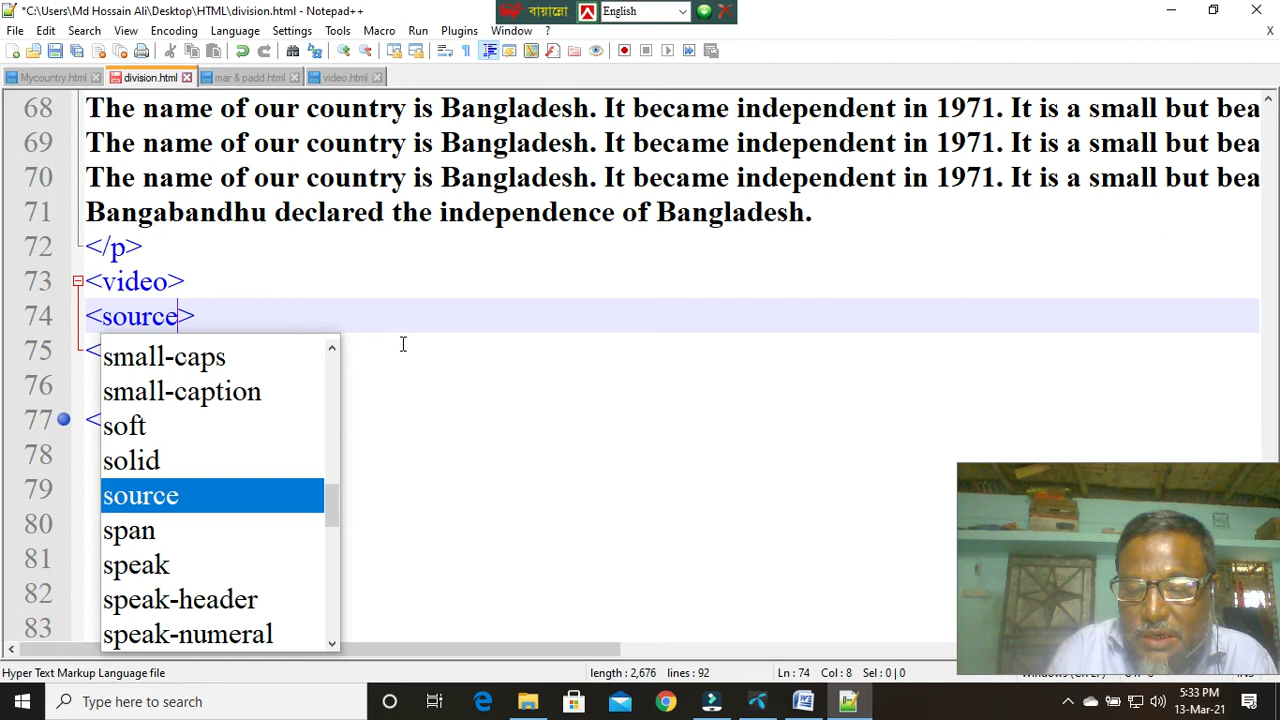 *C:\Users\Md Hossain Ali\Desktop\HTML\division.html - Notepad++
বায়ান্নো English
File Edit Search View Encoding Language Settings Tools Macro Run Plugins Window ? X
Mycountry.html division.html mar & padd.html video.html
68 The name of our country is Bangladesh. It became independent in 1971. It is a small but bea
69 The name of our country is Bangladesh. It became independent in 1971. It is a small but bea
70 The name of our country is Bangladesh. It became independent in 1971. It is a small but bea
71 Bangabandhu declared the independence of Bangladesh.
72 </p>
73 <video>
74 <source>
75 <
small-caps
76
small-caption
77 <
soft
78
solid
79
source
80
span
81
speak
82
speak-header
83
speak-numeral
Hyper Text Markup Language file length : 2,676 lines : 92 Ln : 74 Col : 8 Sel : 0 | 0
Type here to search
5:33 PM
13-Mar-21